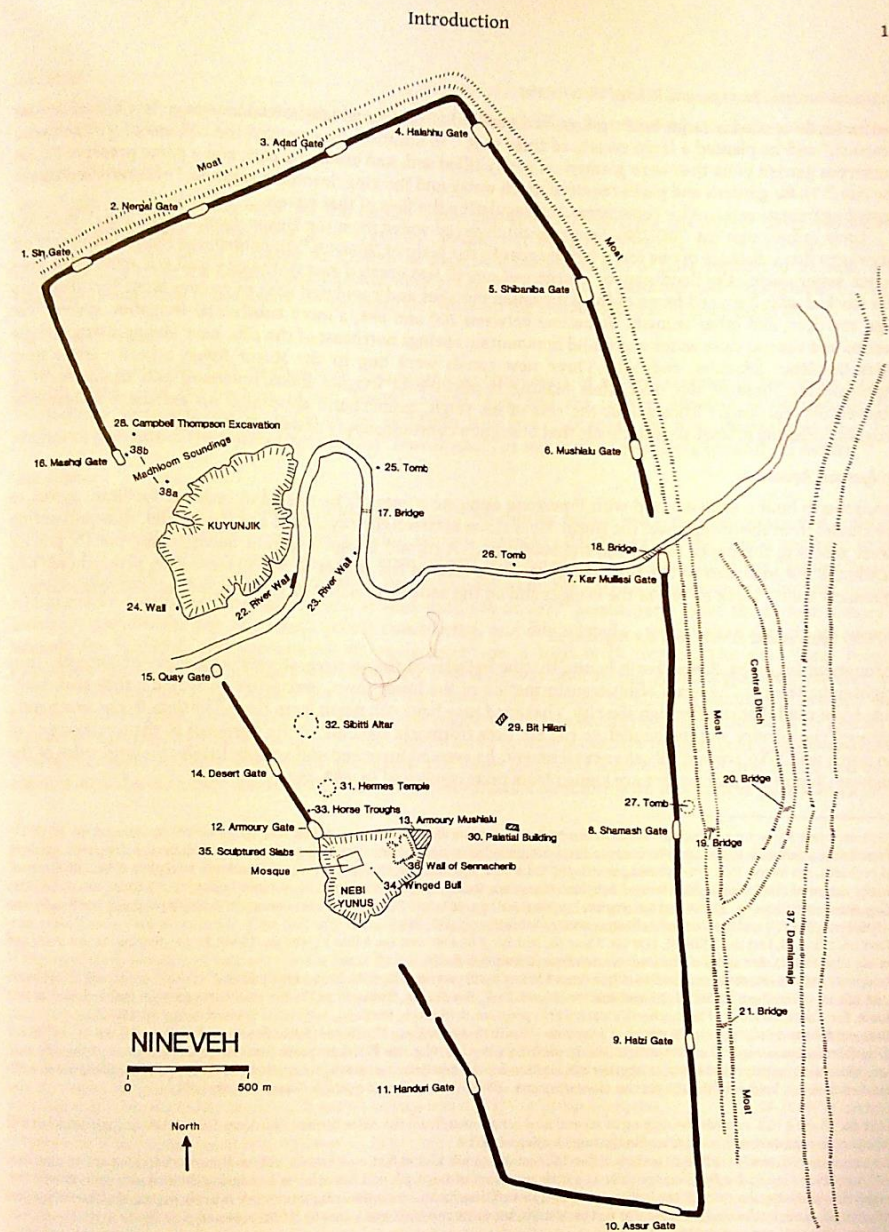 Introduction
1
Moat
3. Adad Gate
4. Halahhu Gate
2. Nergal Gate
1. Sin Gate
Moat
5. Shibaniba Gate
28. Campbell Thompson Excavation
38b
16. Mashqi Gate
Madhloom Soundings
38a
6. Mushlalu Gate
25. Tomb
KUYUNJIK
17. Bridge
18. Bridge
26. Tomb
7. Kar Mullissi Gate
22. River Wall
23. River Wall
24. Wall
15. Quay Gate
Central Ditch
Moat
32. Sibitti Altar
29. Bit Hilani
14. Desert Gate
20. Bridge
31. Hermes Temple
27. Tomb
33. Horse Troughs
13. Armoury Mushlalu
12. Armoury Gate
30. Palatial Building
8. Shamash Gate
19. Bridge
35. Sculptured Slabs
36. Wall of Sennacherib
Mosque
34. Winged Bull
NEBI
YUNUS
37. Damlamaje
21. Bridge
9. Halzi Gate
NINEVEH
0 500 m
11. Handuri Gate
Moat
North
10. Assur Gate